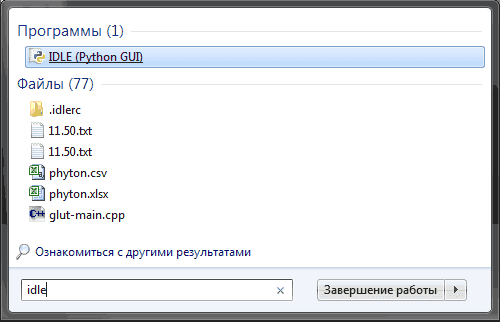 Программы (1)
IDLE (Python GUI)
Файлы (77)
.idlerc
11.50.txt
11.50.txt
phyton.csv
phyton.xlsx
C++
glut-main.cpp
Ознакомиться с другими результатами
idle
Завершение работы